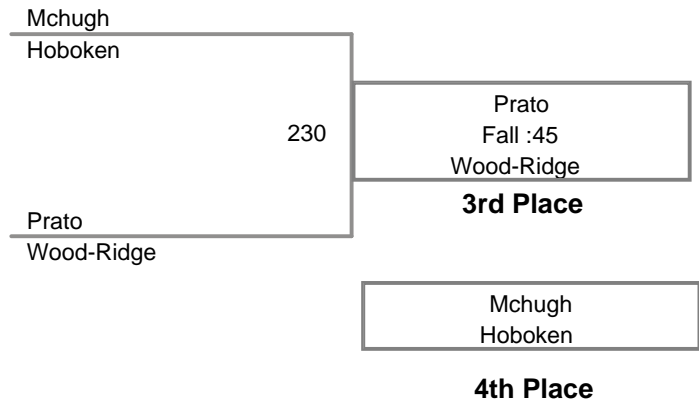 Mchugh
Hoboken
230
Prato
Fall :45
Wood-Ridge
3rd Place
Prato
Wood-Ridge
Mchugh
Hoboken
4th Place